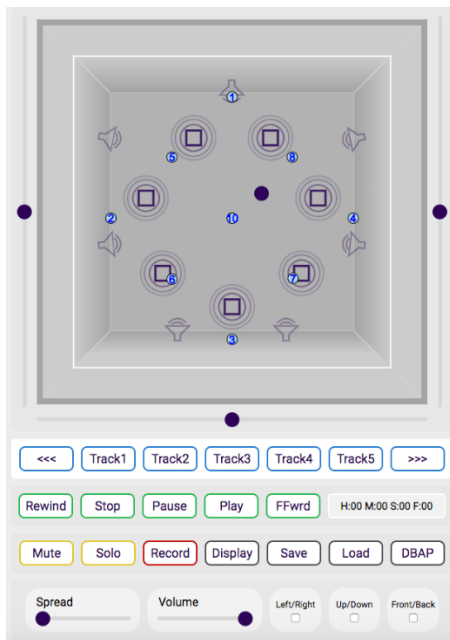 1
5
8
2
10
4
6
7
3
<<< Track1 Track2 Track3 Track4 Track5 >>>
Rewind Stop Pause Play FFwrd H:00 M:00 S:00 F:00
Mute Solo Record Display Save Load DBAP
Spread Volume Left/Right Up/Down Front/Back